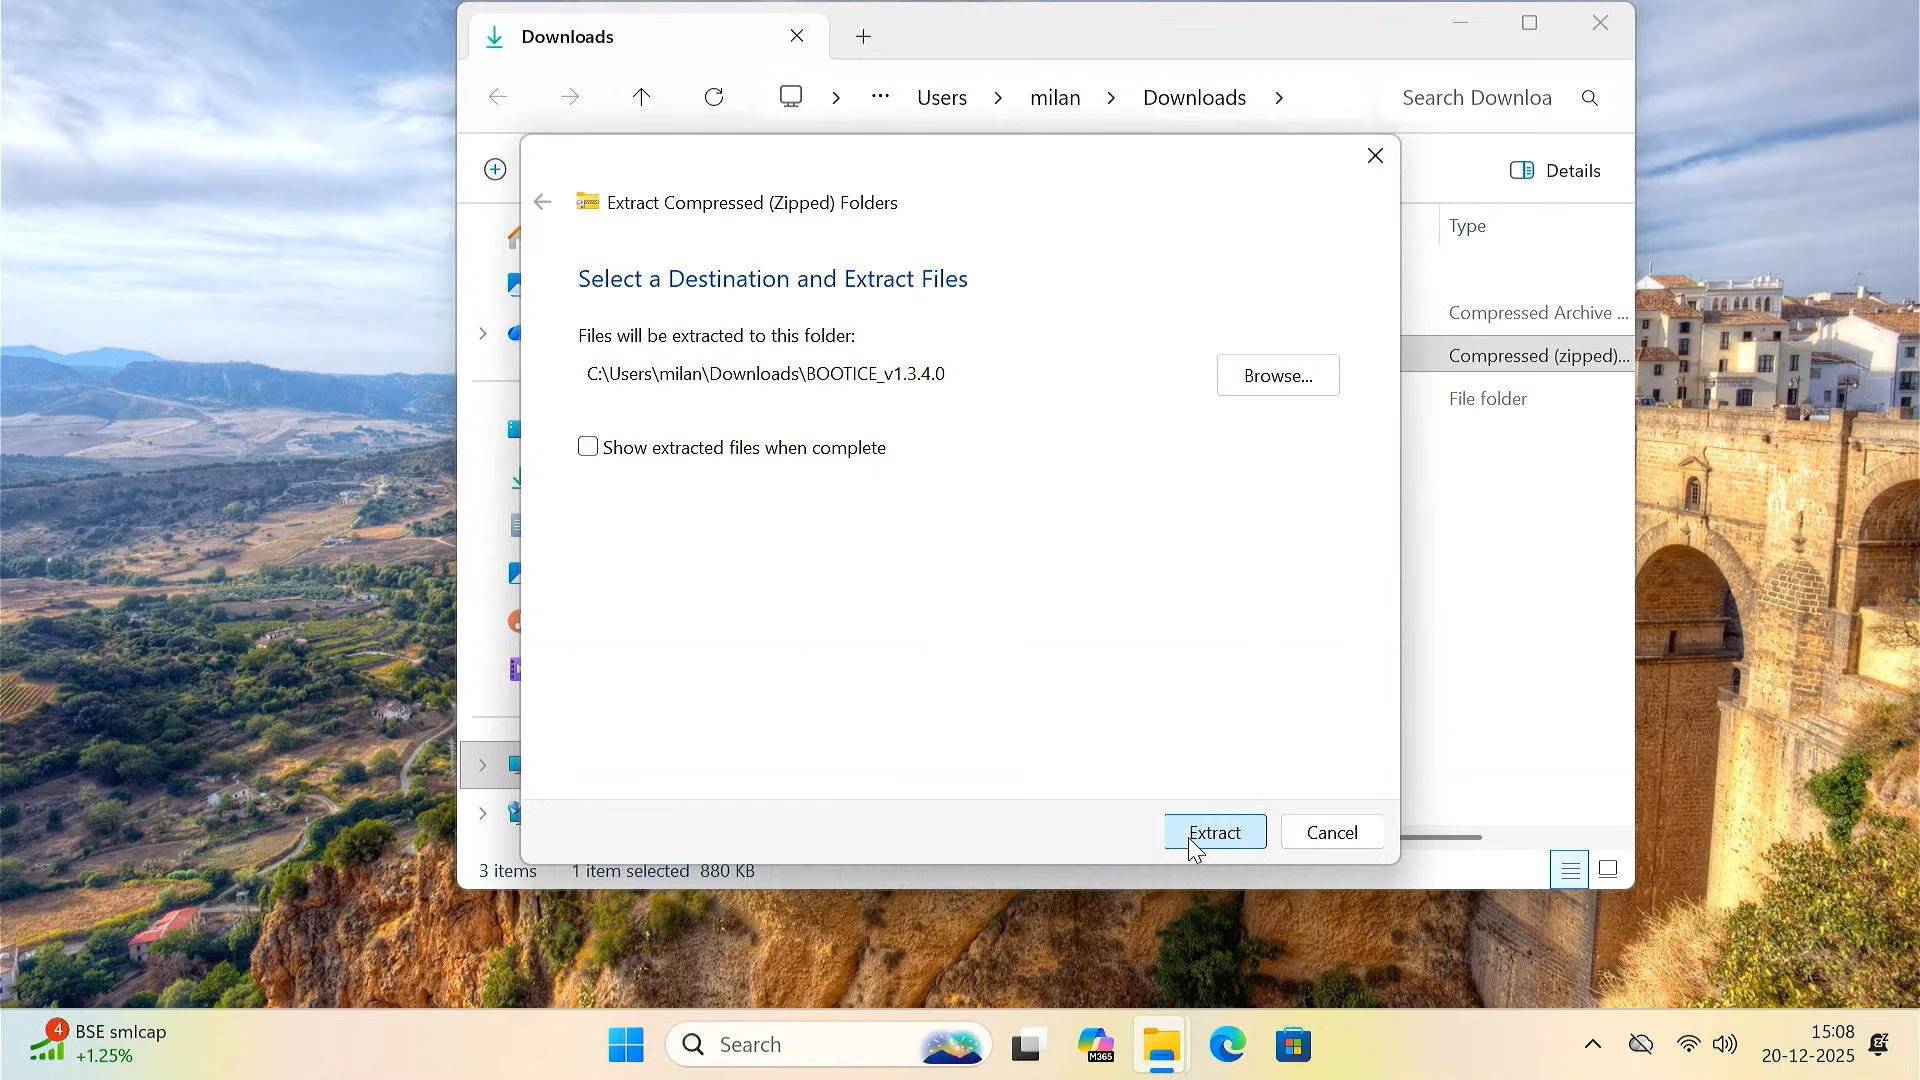 Downloads
Users
milan
Downloads
Search Downloa
Details
Extract Compressed (Zipped) Folders
Type
Select a Destination and Extract Files
Compressed Archive ...
Files will be extracted to this folder:
Compressed (zipped)...
C:\Users\milan\Downloads\BOOTICE_v1.3.4.0
Browse...
File folder
Show extracted files when complete
Extract
Cancel
3 items
1 item selected 880 KB
4
BSE smlcap
+1.25%
Search
M365
15:08
20-12-2025